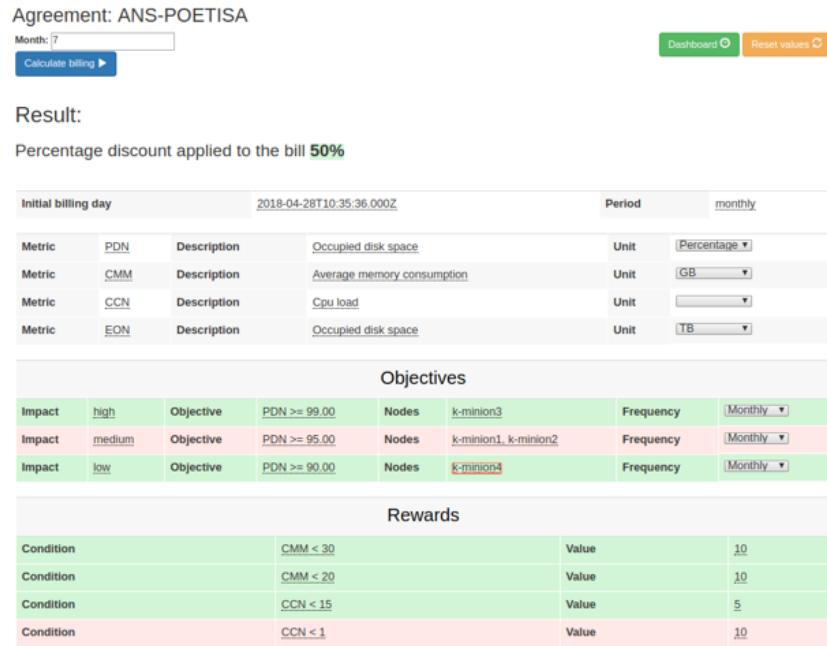 Agreement: ANS-POETISA
Month: 7
Calculate billing
Dashboard
Reset values
Result:
Percentage discount applied to the bill 50%
Initial billing day 2018-04-28T10:35:36.000Z Period monthly
Metric PDN Description Occupied disk space Unit Percentage
Metric CMM Description Average memory consumption Unit GB
Metric CCN Description Cpu load Unit
Metric EON Description Occupied disk space Unit TB
Objectives
Impact high Objective PDN >= 99.00 Nodes k-minion3 Frequency Monthly
Impact medium Objective PDN >= 95.00 Nodes k-minion1, k-minion2 Frequency Monthly
Impact low Objective PDN >= 90.00 Nodes k-minion4 Frequency Monthly
Rewards
Condition CMM < 30 Value 10
Condition CMM < 20 Value 10
Condition CCN < 15 Value 5
Condition CCN < 1 Value 10